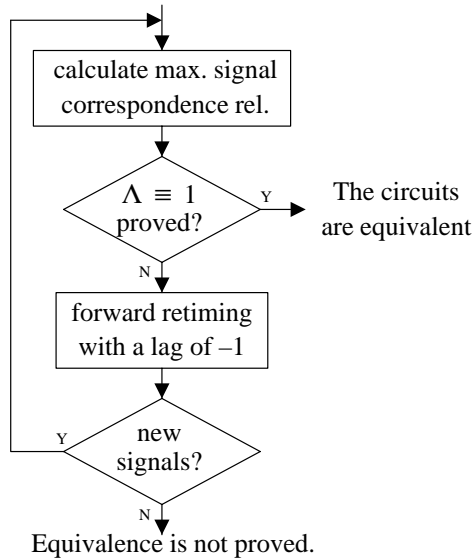 calculate max. signal
correspondence rel.
Λ ≡ 1
proved?
Y
The circuits
are equivalent
N
forward retiming
with a lag of –1
Y
new
signals?
N
Equivalence is not proved.